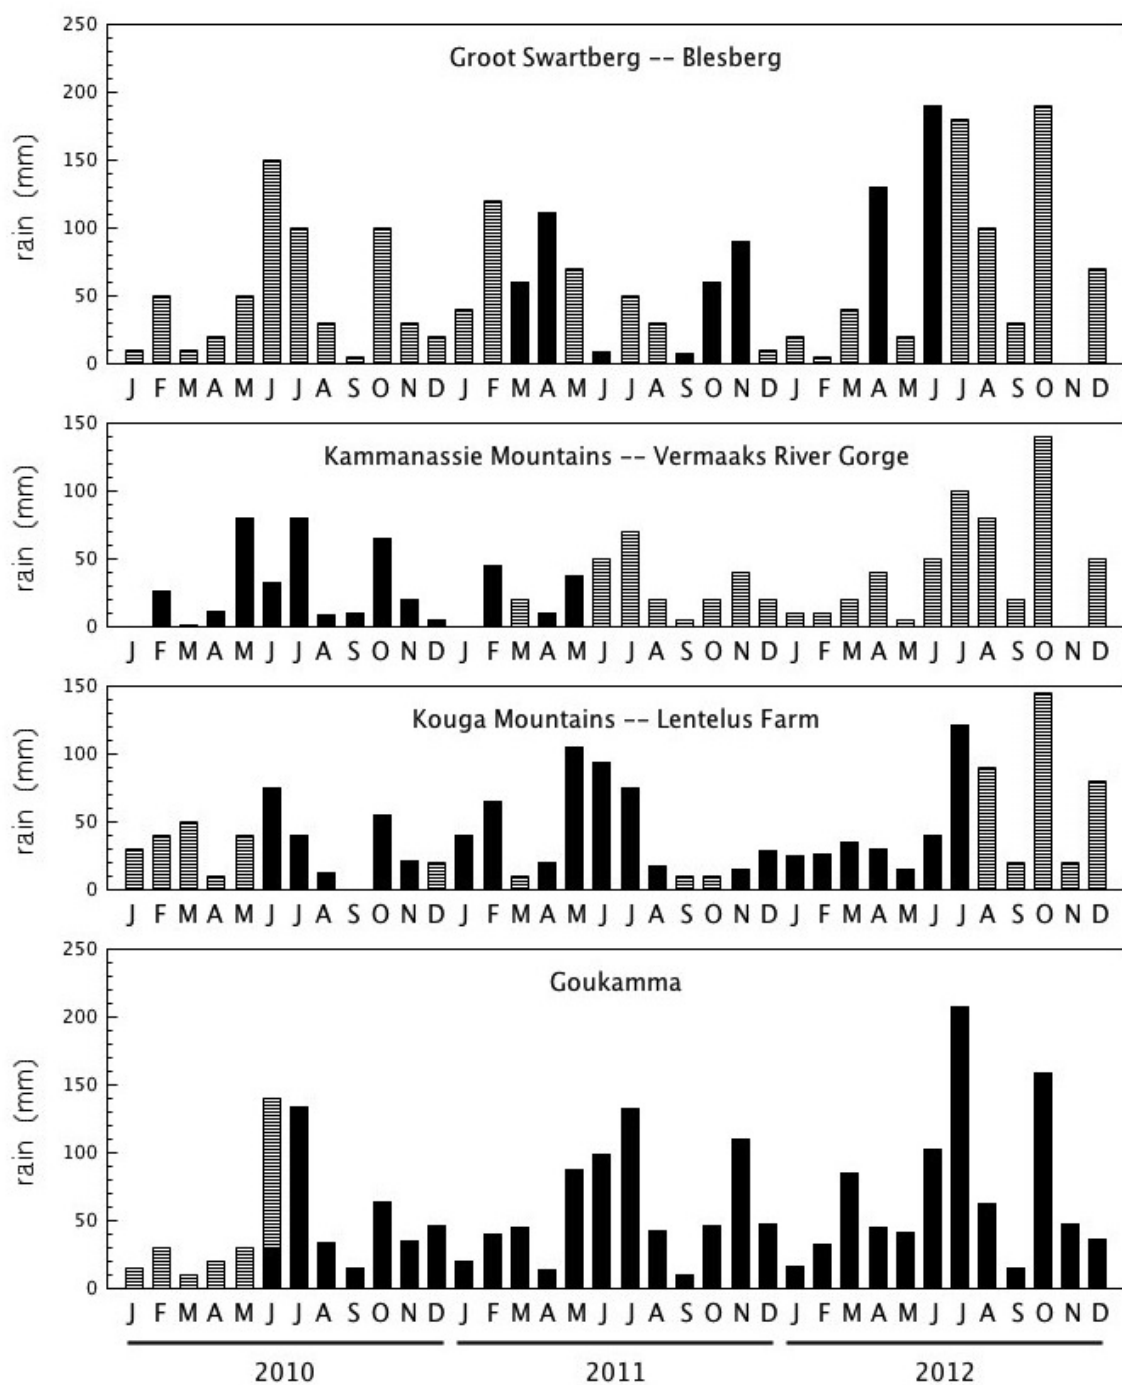 250
Groot Swartberg -- Blesberg
200
150
100
50
0
rain (mm)
J F M A M J J A S O N D J F M A M J J A S O N D J F M A M J J A S O N D
150
Kammanassie Mountains -- Vermaaks River Gorge
100
50
0
rain (mm)
J F M A M J J A S O N D J F M A M J J A S O N D J F M A M J J A S O N D
150
Kouga Mountains -- Lentelus Farm
100
50
0
rain (mm)
J F M A M J J A S O N D J F M A M J J A S O N D J F M A M J J A S O N D
250
Goukamma
200
150
100
50
0
rain (mm)
J F M A M J J A S O N D J F M A M J J A S O N D J F M A M J J A S O N D
2010 2011 2012